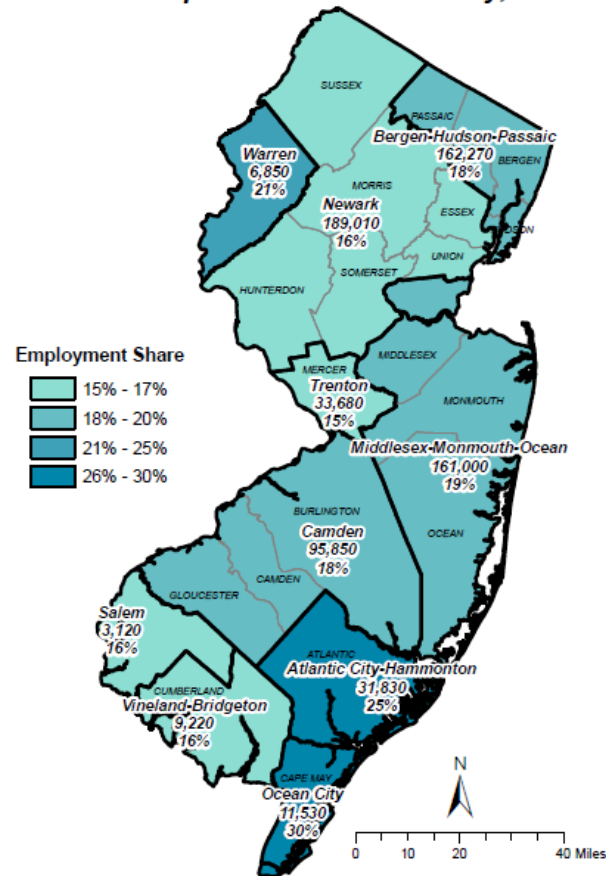 SUSSEX
PASSAIC
Bergen-Hudson-Passaic
162,270
18%
BERGEN
Warren
6,850
21%
MORRIS
Newark
189,010
16%
ESSEX
UNION
SOMERSET
HUNTERDON
Employment Share
15% - 17%
18% - 20%
21% - 25%
26% - 30%
MERCER
Trenton
33,680
15%
MIDDLESEX
MONMOUTH
Middlesex-Monmouth-Ocean
161,000
19%
OCEAN
BURLINGTON
Camden
95,850
18%
CAMDEN
GLOUCESTER
Salem
3,120
16%
ATLANTIC
Atlantic City-Hammonton
31,830
25%
CUMBERLAND
Vineland-Bridgeton
9,220
16%
CAPE MAY
Ocean City
11,530
30%
N
0 10 20 40 Miles